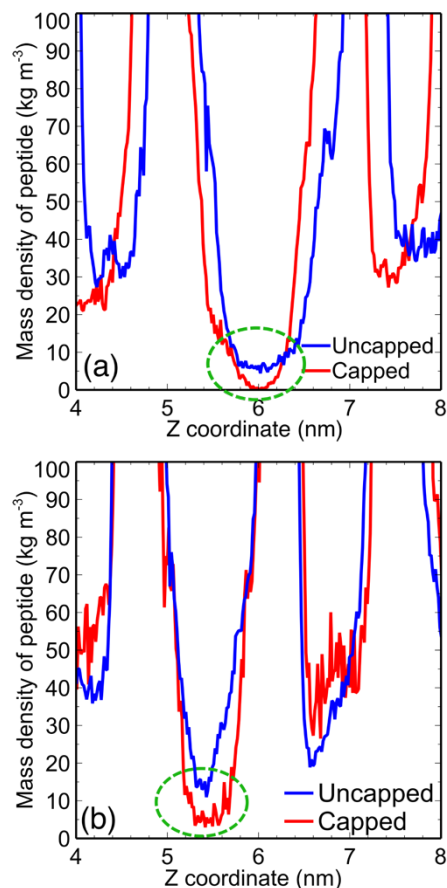 100
90
80
70
60
50
40
30
20
10
0
Mass density of peptide (kg m⁻³)
(a)
Uncapped
Capped
4 5 6 7 8
Z coordinate (nm)
100
90
80
70
60
50
40
30
20
10
0
Mass density of peptide (kg m⁻³)
(b)
Uncapped
Capped
4 5 6 7 8
Z coordinate (nm)